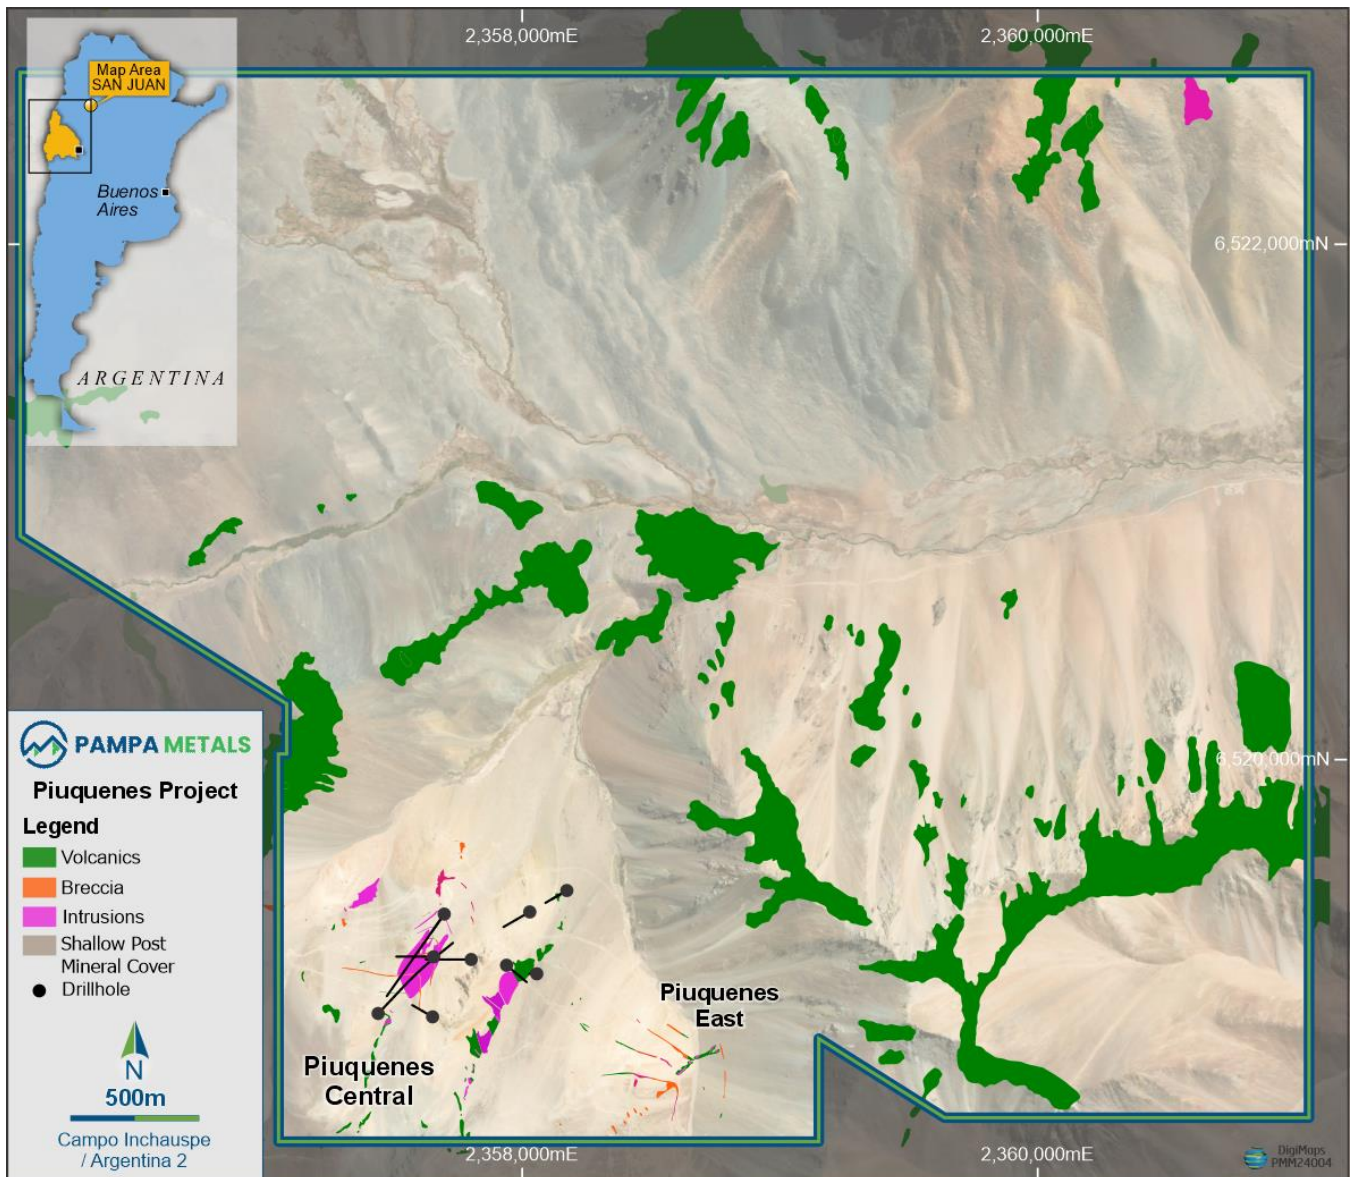 2,358,000mE
2,360,000mE
Map Area
SAN JUAN
Buenos
Aires
6,522,000mN
ARGENTINA
PAMPA METALS
6,520,000mN
Piuquenes Project
Legend
Volcanics
Breccia
Intrusions
Shallow Post
Mineral Cover
Drillhole
N
500m
Campo Inchauspe
/ Argentina 2
Piuquenes
East
Piuquenes
Central
2,358,000mE
2,360,000mE
DigiMaps
PMM24004